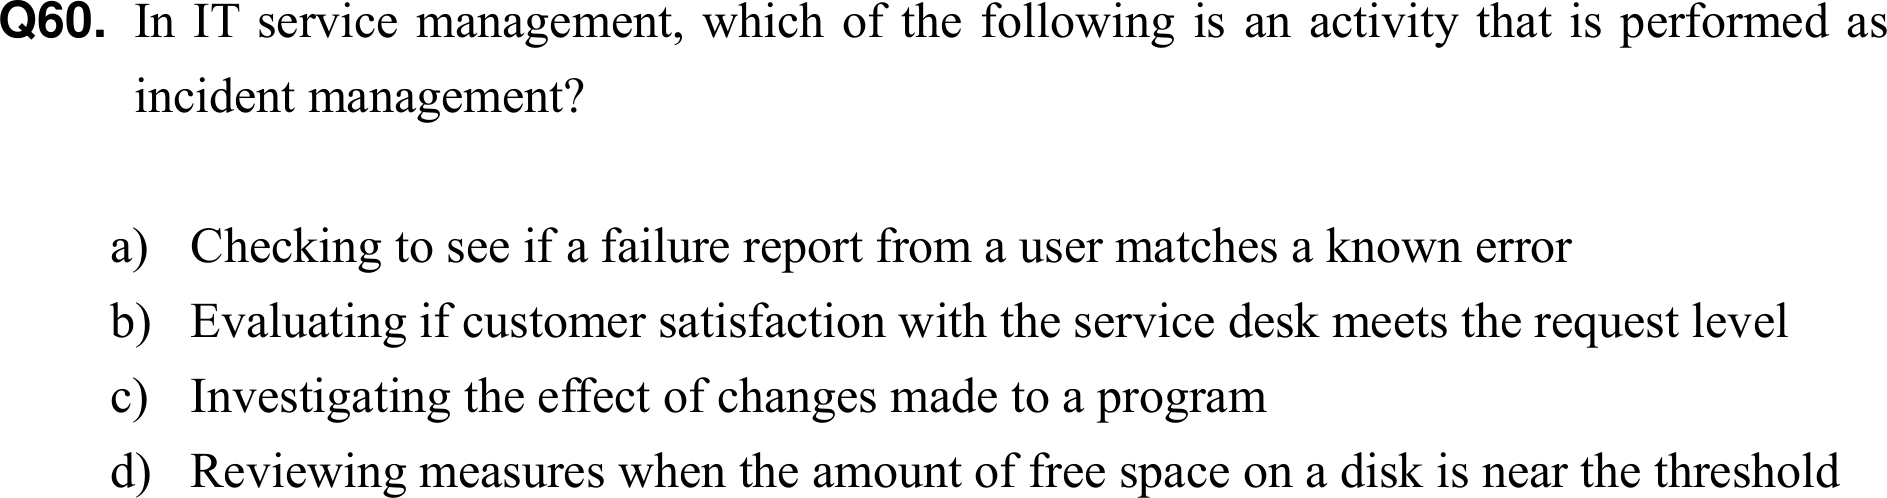 Q60. In IT service management, which of the following is an activity that is performed as
incident management?
a) Checking to see if a failure report from a user matches a known error
b) Evaluating if customer satisfaction with the service desk meets the request level
c) Investigating the effect of changes made to a program
d) Reviewing measures when the amount of free space on a disk is near the threshold